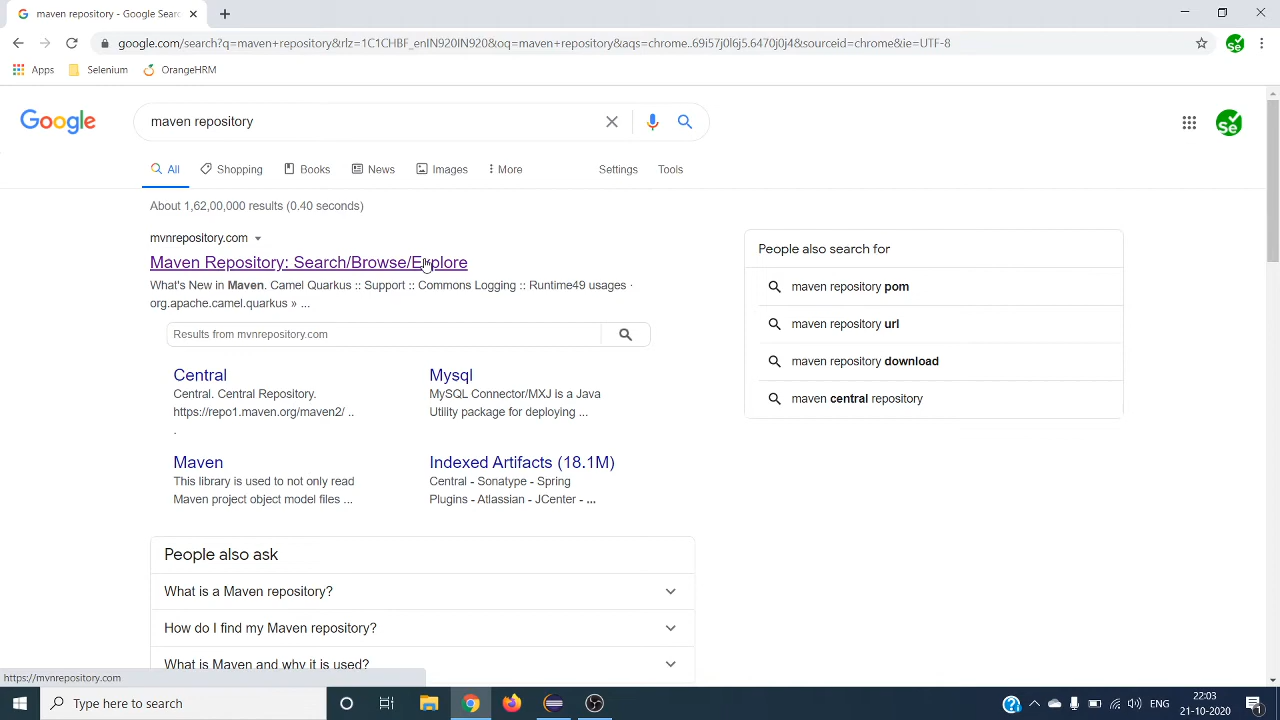 maven repository - Google Searc
google.com/search?q=maven+repository&rlz=1C1CHBF_enIN920IN920&oq=maven+repository&aqs=chrome..69i57j0l6j5.6470j0j4&sourceid=chrome&ie=UTF-8
Apps
Selenium
OrangeHRM
Google
maven repository
Se
All
Shopping
Books
News
Images
More
Settings
Tools
About 1,62,00,000 results (0.40 seconds)
mvnrepository.com
Maven Repository: Search/Browse/Explore
What's New in Maven. Camel Quarkus :: Support :: Commons Logging :: Runtime49 usages ·
org.apache.camel.quarkus » ...
Results from mvnrepository.com
Central
Central. Central Repository.
https://repo1.maven.org/maven2/ ..
.
Mysql
MySQL Connector/MXJ is a Java
Utility package for deploying ...
Maven
This library is used to not only read
Maven project object model files ...
Indexed Artifacts (18.1M)
Central - Sonatype - Spring
Plugins - Atlassian - JCenter - ...
People also search for
maven repository pom
maven repository url
maven repository download
maven central repository
People also ask
What is a Maven repository?
How do I find my Maven repository?
What is Maven and why it is used?
https://mvnrepository.com
Type here to search
ENG
22:03
21-10-2020
1